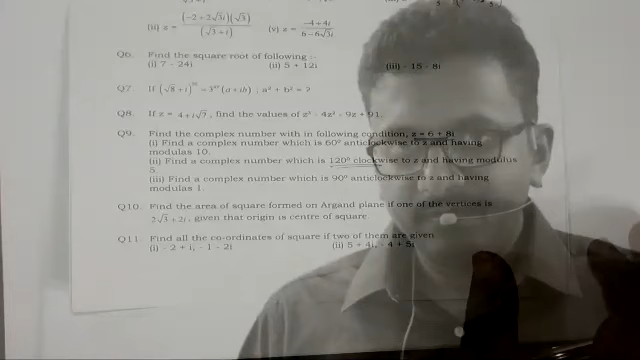 (ii) z = (-2 + 2√3i)(√3) / (√3 + i) (v) z = -4 + 4i / 6 - 6√3i
Q6. Find the square root of following :-
(i) 7 - 24i (ii) 5 + 12i (iii) - 15 - 8i
Q7. If (√8 + i)^50 = 3^49 (a + ib) , a² + b² = ?
Q8. If z = 4 + i√7, find the values of z³ - 4z² - 9z + 91.
Q9. Find the complex number with in following condition, z = 6 + 8i
(i) Find a complex number which is 60° anticlockwise to z and having
modulas 10.
(ii) Find a complex number which is 120° clockwise to z and having modulus
5.
(iii) Find a complex number which is 90° anticlockwise to z and having
modulas 1.
Q10. Find the area of square formed on Argand plane if one of the vertices is
2√3 + 2i, given that origin is centre of square.
Q11. Find all the co-ordinates of square if two of them are given
(i) - 2 + i, - 1 - 2i (ii) 5 + 4i, - 4 + 5i